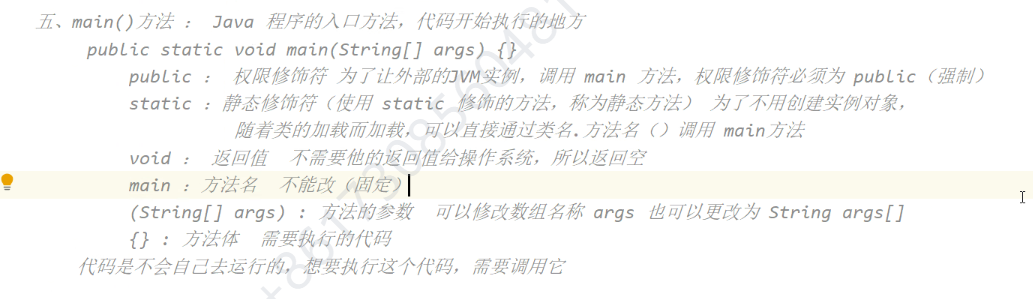 五、main()方法 ： Java 程序的入口方法，代码开始执行的地方
public static void main(String[] args) {}
public ： 权限修饰符 为了让外部的JVM实例，调用 main 方法，权限修饰符必须为 public（强制）
static ：静态修饰符（使用 static 修饰的方法，称为静态方法） 为了不用创建实例对象，
随着类的加载而加载，可以直接通过类名.方法名（）调用 main方法
void ： 返回值 不需要他的返回值给操作系统，所以返回空
main ：方法名 不能改（固定）
(String[] args) : 方法的参数 可以修改数组名称 args 也可以更改为 String args[]
{} : 方法体 需要执行的代码
代码是不会自己去运行的，想要执行这个代码，需要调用它